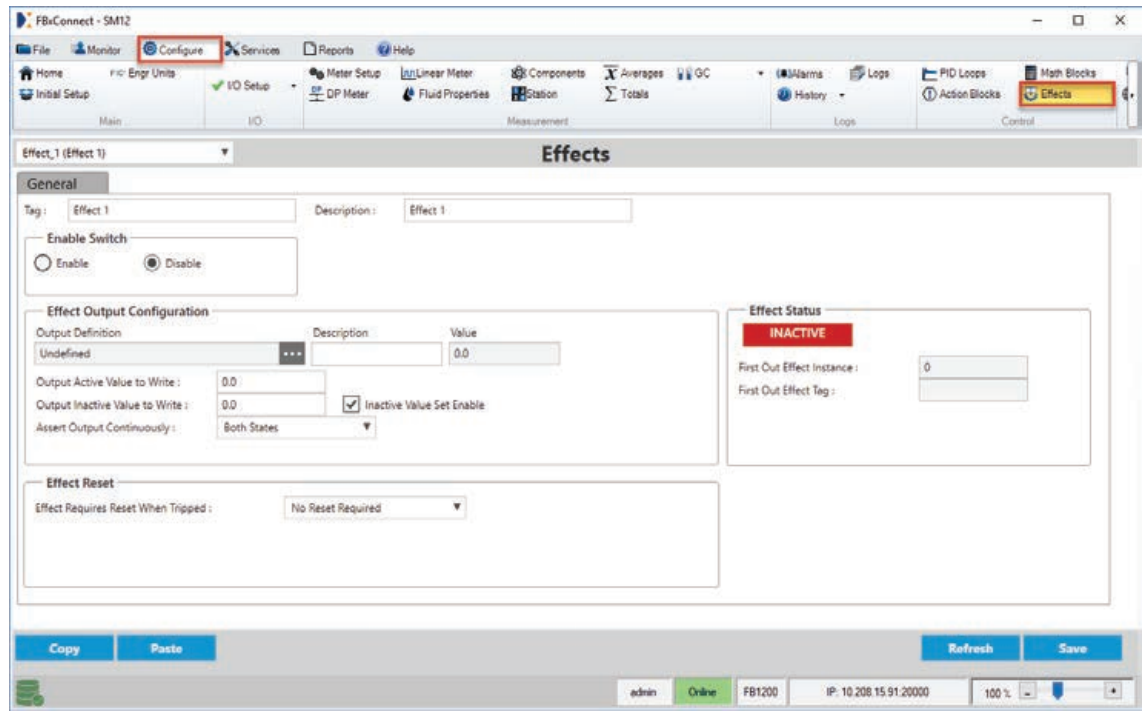 FBxConnect - SM12
File Monitor Configure Services Reports Help
Home Engr Units I/O Setup Meter Setup Linear Meter Components Averages GC Alarms Logs PID Loops Math Blocks
Initial Setup DP Meter Fluid Properties Station Totals History Action Blocks Effects
Main I/O Measurement Logs Control
Effect_1 (Effect 1) Effects
General
Tag : Effect 1 Description : Effect 1
Enable Switch
Enable Disable
Effect Output Configuration
Output Definition Description Value
Undefined ... 0.0
Output Active Value to Write : 0.0
Output Inactive Value to Write : 0.0 Inactive Value Set Enable
Assert Output Continuously : Both States
Effect Status
INACTIVE
First Out Effect Instance : 0
First Out Effect Tag :
Effect Reset
Effect Requires Reset When Tripped : No Reset Required
Copy Paste Refresh Save
admin Online FB1200 IP: 10.208.15.91:20000 100 % - +